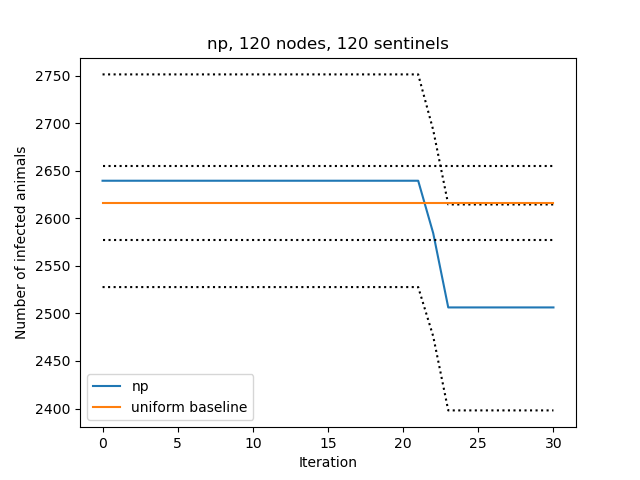 np, 120 nodes, 120 sentinels
Number of infected animals
2750
2700
2650
2600
2550
2500
2450
2400
np
uniform baseline
0 5 10 15 20 25 30
Iteration